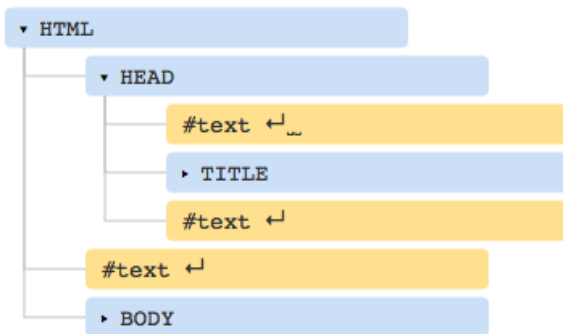 ▾ HTML
▾ HEAD
#text ↵␣␣
▸ TITLE
#text ↵
#text ↵
▸ BODY